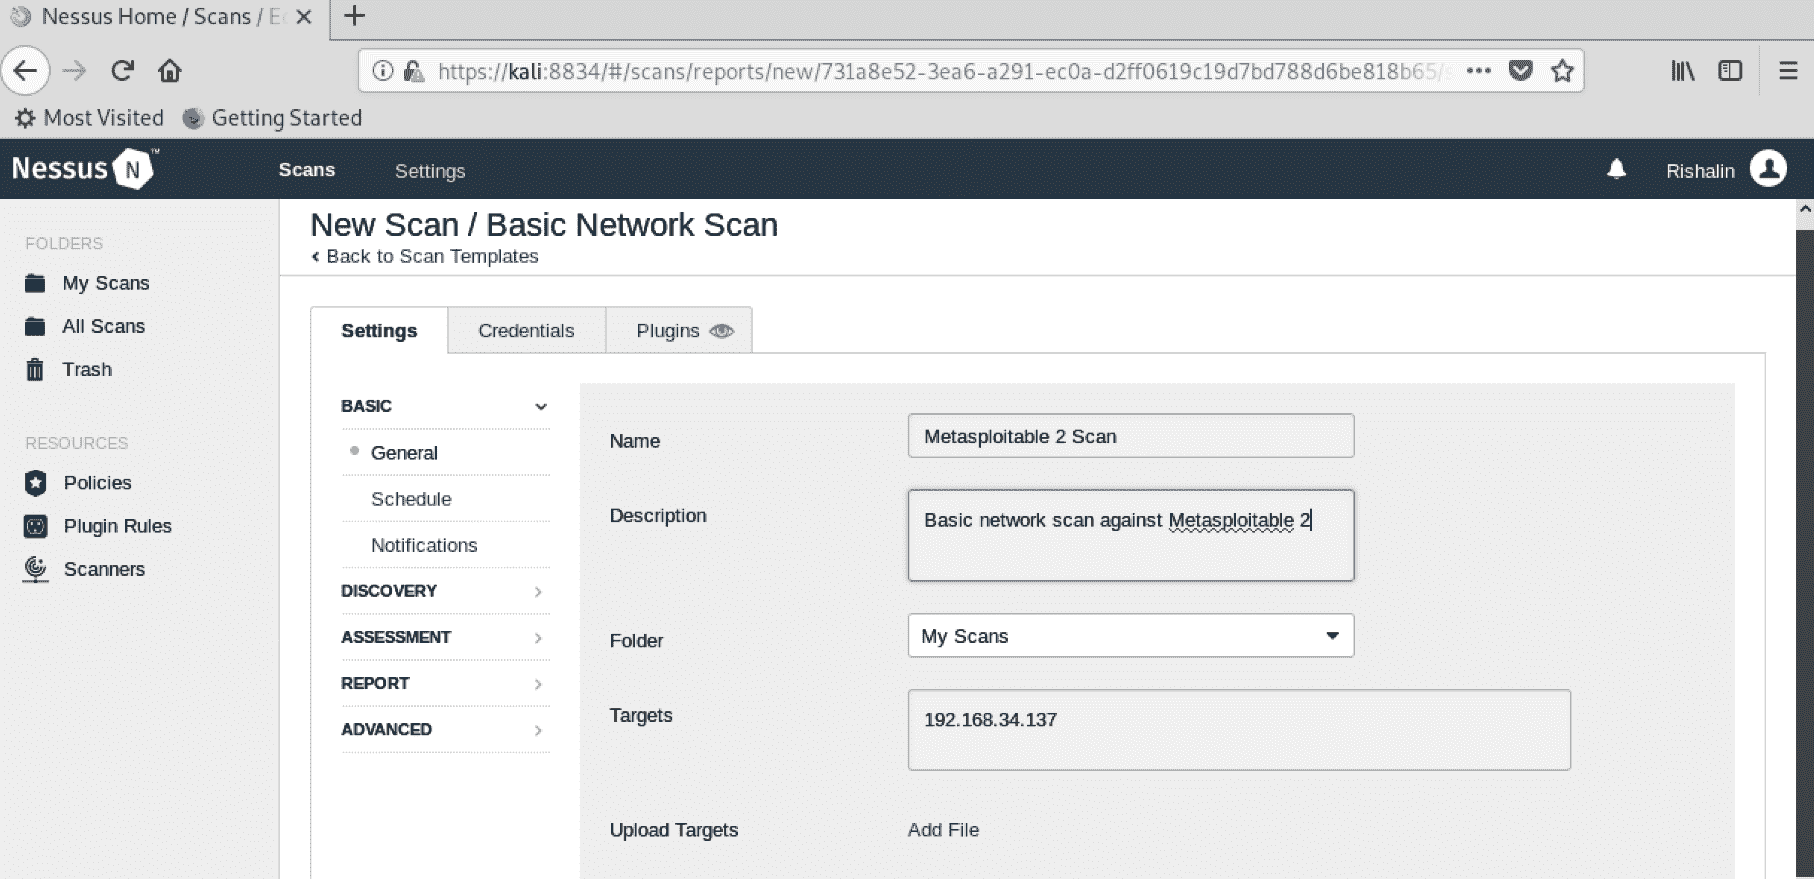 Nessus Home / Scans / E
https://kali:8834/#/scans/reports/new/731a8e52-3ea6-a291-ec0a-d2ff0619c19d7bd788d6be818b65/
Most Visited Getting Started
Nessus N ™ Scans Settings Rishalin
New Scan / Basic Network Scan
Back to Scan Templates
FOLDERS
My Scans
All Scans
Trash
RESOURCES
Policies
Plugin Rules
Scanners
Settings Credentials Plugins
BASIC
General
Schedule
Notifications
DISCOVERY
ASSESSMENT
REPORT
ADVANCED
Name Metasploitable 2 Scan
Description Basic network scan against Metasploitable 2
Folder My Scans
Targets 192.168.34.137
Upload Targets Add File